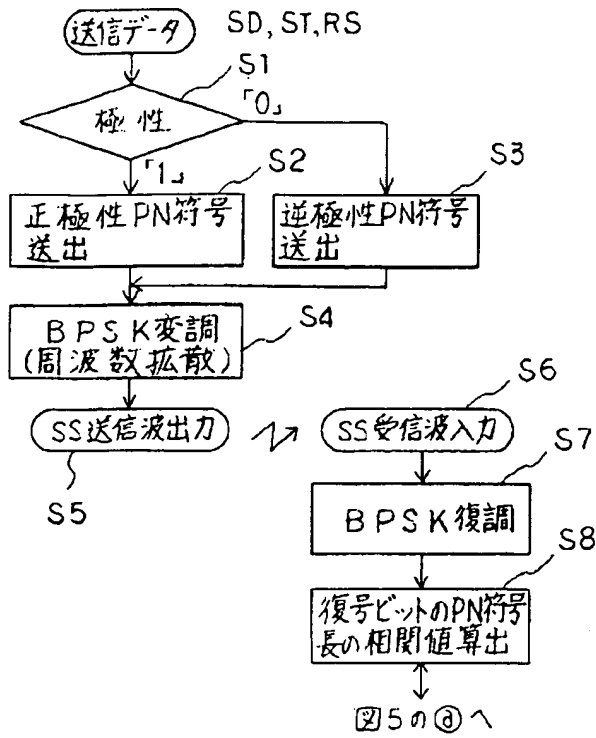 送信データ
SD, ST, RS
S1
極性
「0」
「1」
S2
正極性PN符号
送出
S3
逆極性PN符号
送出
S4
BPSK変調
(周波数拡散)
SS送信波出力
S5
S6
SS受信波入力
S7
BPSK復調
S8
復号ビットのPN符号
長の相関値算出
図5のⓐへ